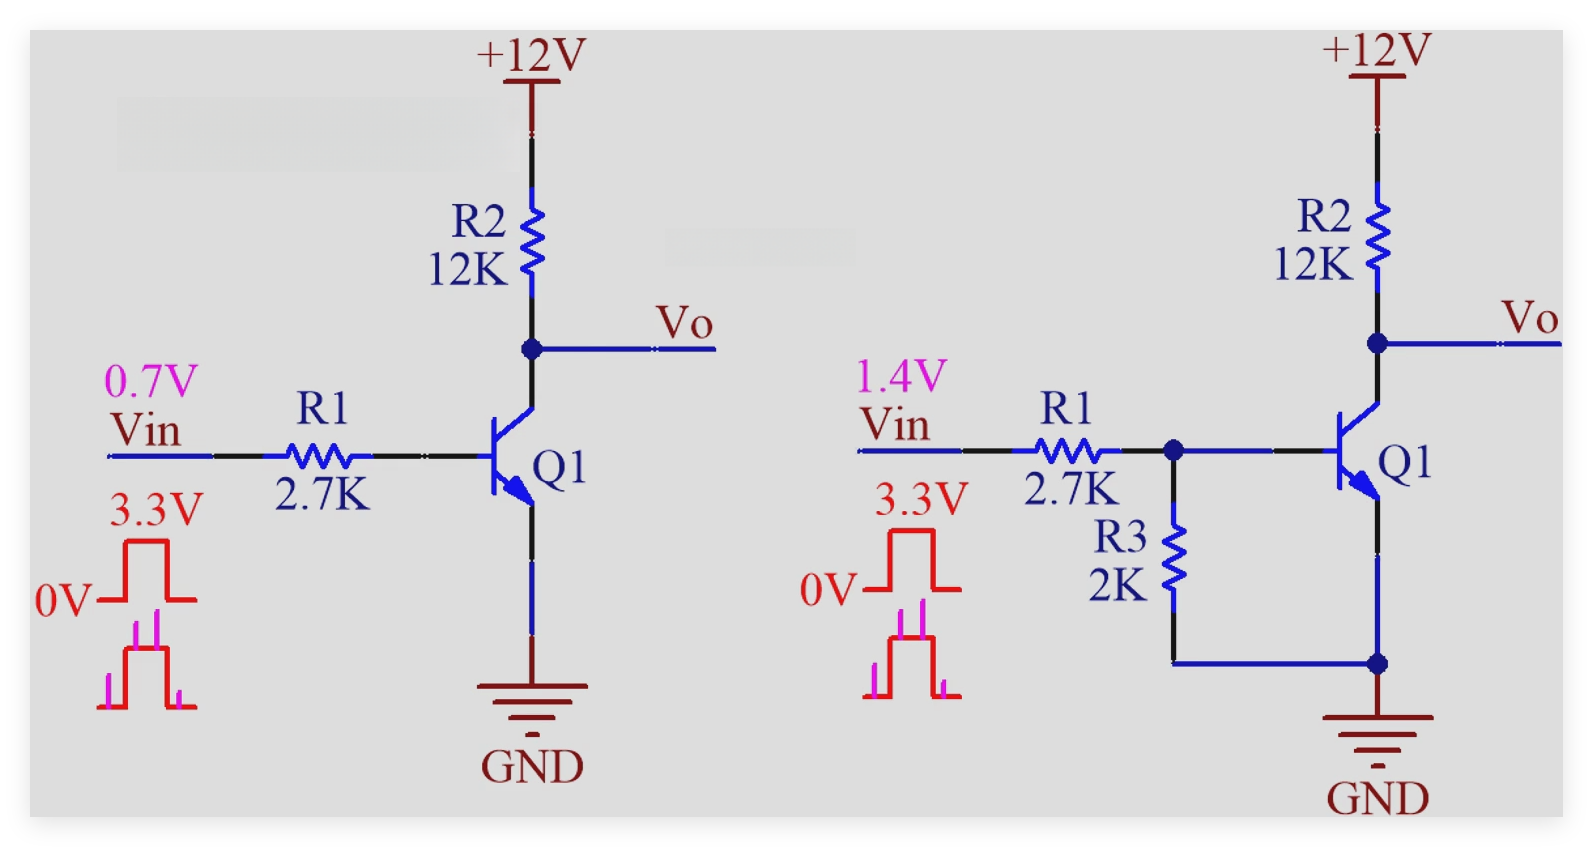 +12V
R2
12K
Vo
0.7V
Vin
R1
2.7K
Q1
3.3V
0V
GND
+12V
R2
12K
Vo
1.4V
Vin
R1
2.7K
Q1
3.3V
R3
2K
0V
GND